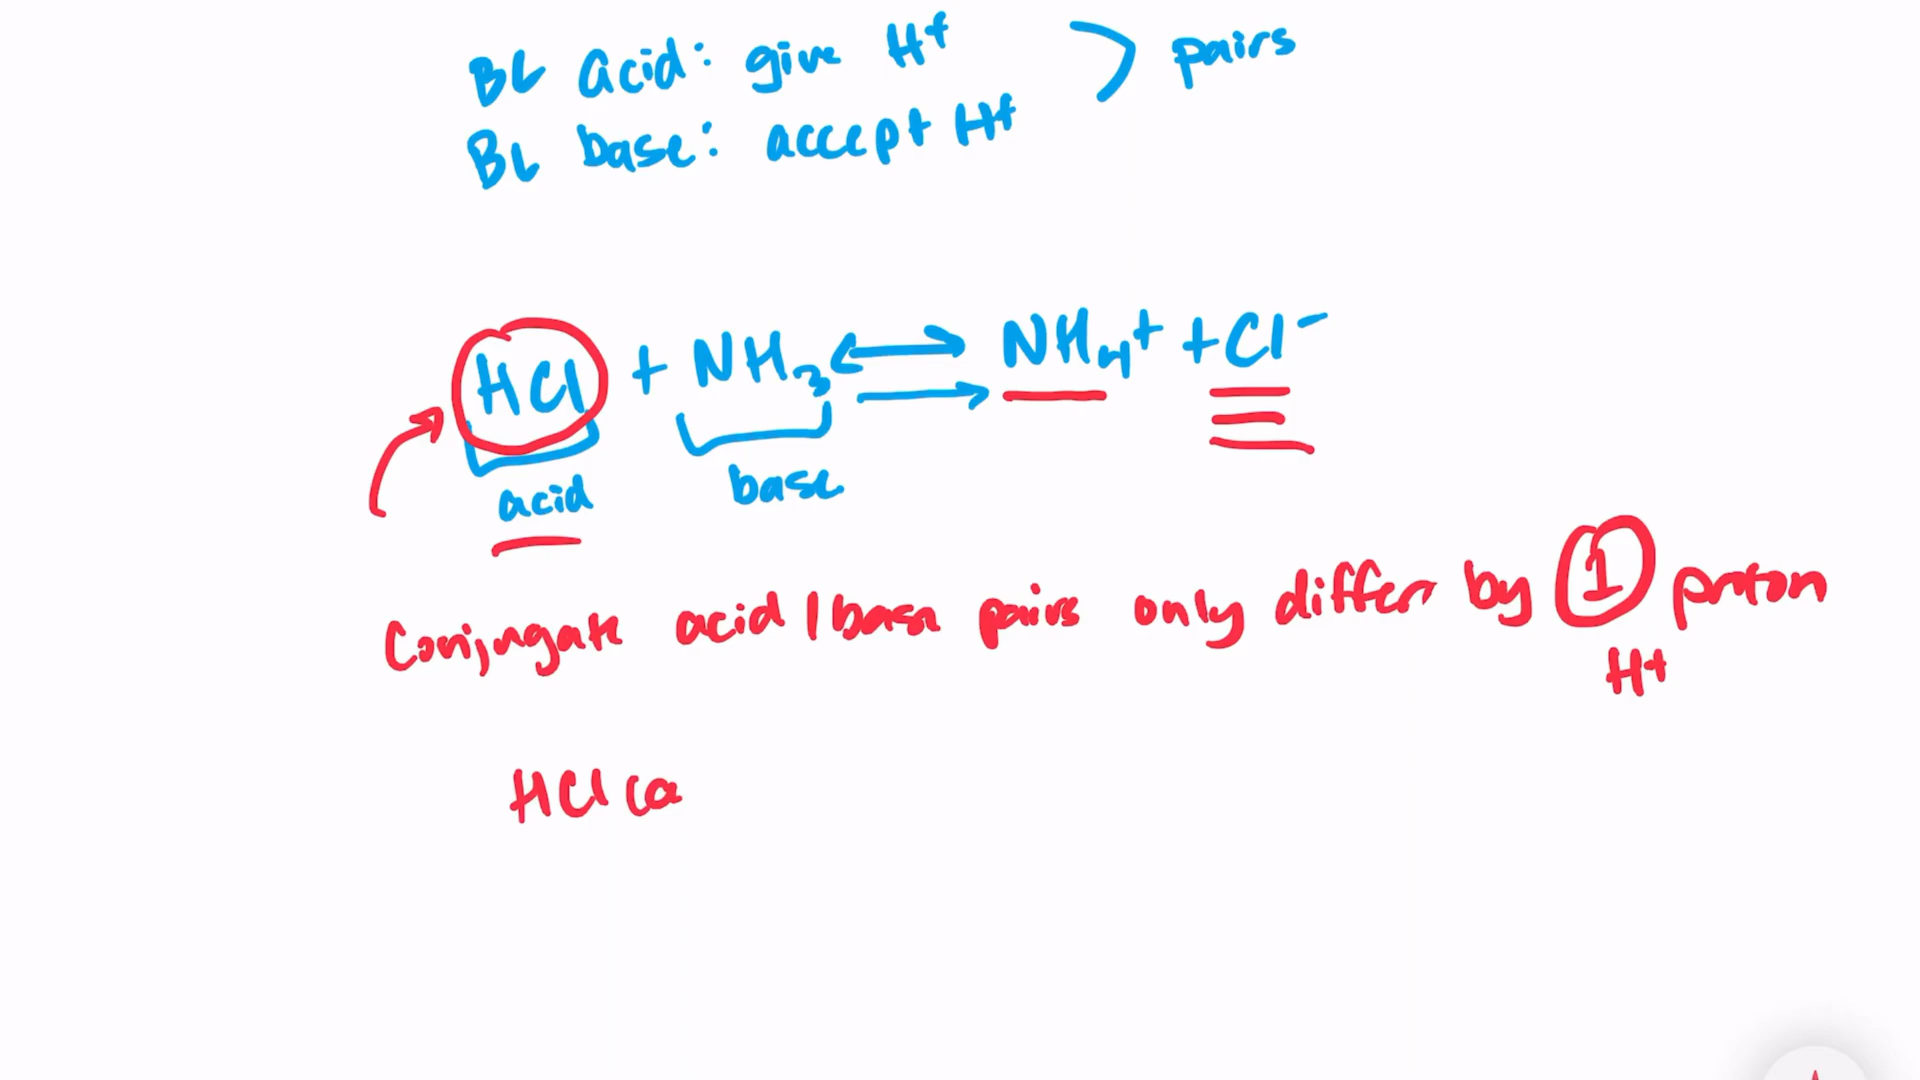 BL acid: give H+ pairs
BL base: accept H+
HCl + NH₃ ⟷ NH₄⁺ + Cl⁻
acid base
Conjugate acid/base pairs only differ by 1 proton
H+
HCl (a